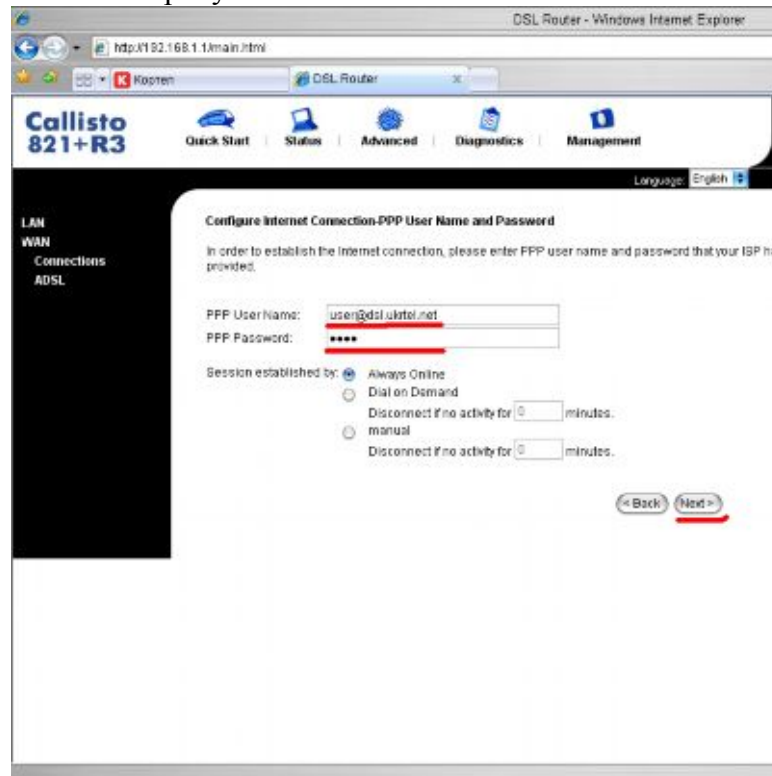 DSL Router - Windows Internet Explorer
http://192.168.1.1/main.html
Коптел DSL Router x
Callisto
821+R3
Quick Start Status Advanced Diagnostics Management
Language: English
LAN
WAN
Connections
ADSL
Configure Internet Connection-PPP User Name and Password
In order to establish the Internet connection, please enter PPP user name and password that your ISP ha
provided.
PPP User Name: user@dsl.ukrtel.net
PPP Password: ••••
Session established by: Always Online
Dial on Demand
Disconnect if no activity for 0 minutes.
manual
Disconnect if no activity for 0 minutes.
< Back Next >